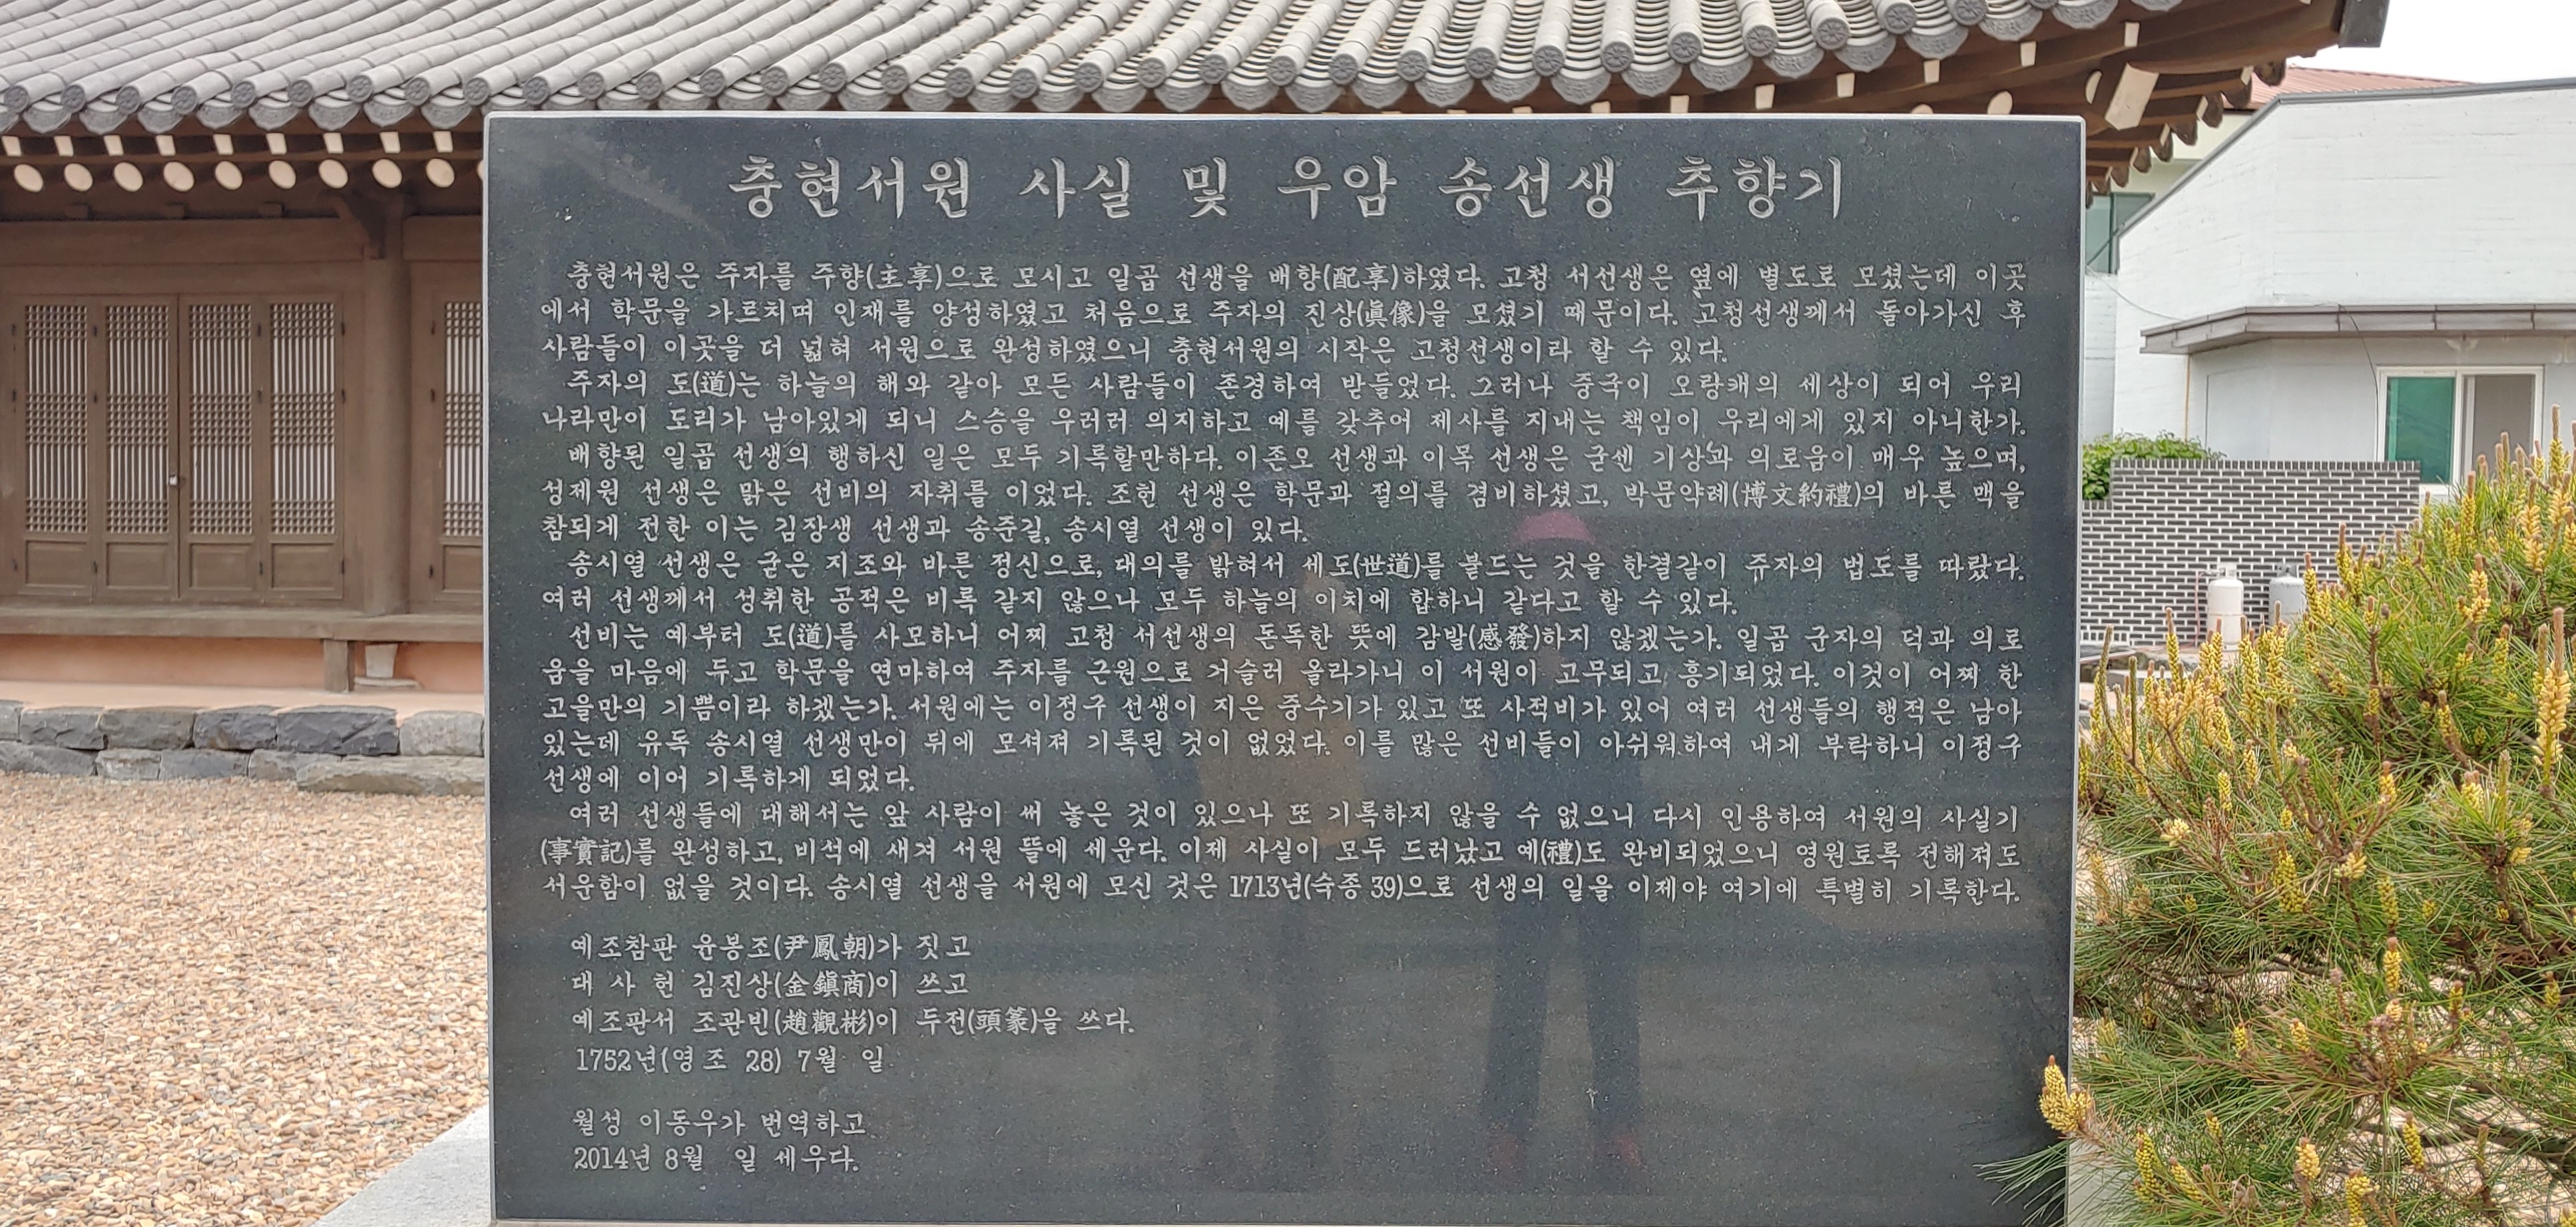 충현서원 사실 및 우암 송선생 추향기
충현서원은 주자를 주향(主享)으로 모시고 일곱 선생을 배향(配享)하였다. 고청 서선생은 옆에 별도로 모셨는데 이곳
에서 학문을 가르치며 인재를 양성하였고 처음으로 주자의 진상(眞像)을 모셨기 때문이다. 고청선생께서 돌아가신 후
사람들이 이곳을 더 넓혀 서원으로 완성하였으니 충현서원의 시작은 고청선생이라 할 수 있다.
주자의 도(道)는 하늘의 해와 같아 모든 사람들이 존경하여 받들었다. 그러나 중국이 오랑캐의 세상이 되어 우리
나라만이 도리가 남아있게 되니 스승을 우러러 의지하고 예를 갖추어 제사를 지내는 책임이 우리에게 있지 아니한가.
배향된 일곱 선생의 행하신 일은 모두 기록할만하다. 이존오 선생과 이목 선생은 굳센 기상과 의로움이 매우 높으며,
성제원 선생은 맑은 선비의 자취를 이었다. 조헌 선생은 학문과 절의를 겸비하셨고, 박문약례(博文約禮)의 바른 맥을
참되게 전한 이는 김장생 선생과 송준길, 송시열 선생이 있다.
송시열 선생은 굳은 지조와 바른 정신으로, 대의를 밝혀서 세도(世道)를 붙드는 것을 한결같이 주자의 법도를 따랐다.
여러 선생께서 성취한 공적은 비록 같지 않으나 모두 하늘의 이치에 합하니 같다고 할 수 있다.
선비는 예부터 도(道)를 사모하니 어찌 고청 서선생의 돈독한 뜻에 감발(感發)하지 않겠는가. 일곱 군자의 덕과 의로
움을 마음에 두고 학문을 연마하여 주자를 근원으로 거슬러 올라가니 이 서원이 고무되고 흥기되었다. 이것이 어찌 한
고을만의 기쁨이라 하겠는가. 서원에는 이정구 선생이 지은 중수기가 있고 또 사적비가 있어 여러 선생들의 행적은 남아
있는데 유독 송시열 선생만이 뒤에 모셔져 기록된 것이 없었다. 이를 많은 선비들이 아쉬워하여 내게 부탁하니 이정구
선생에 이어 기록하게 되었다.
여러 선생들에 대해서는 앞 사람이 써 놓은 것이 있으나 또 기록하지 않을 수 없으니 다시 인용하여 서원의 사실기
(事實記)를 완성하고, 비석에 새겨 서원 뜰에 세운다. 이제 사실이 모두 드러났고 예(禮)도 완비되었으니 영원토록 전해져도
서운함이 없을 것이다. 송시열 선생을 서원에 모신 것은 1713년(숙종 39)으로 선생의 일을 이제야 여기에 특별히 기록한다.
예조참판 윤봉조(尹鳳朝)가 짓고
대 사 헌 김진상(金鎭商)이 쓰고
예조판서 조관빈(趙觀彬)이 두전(頭篆)을 쓰다.
1752년(영조 28) 7월 일
월성 이동우가 번역하고
2014년 8월 일 세우다.